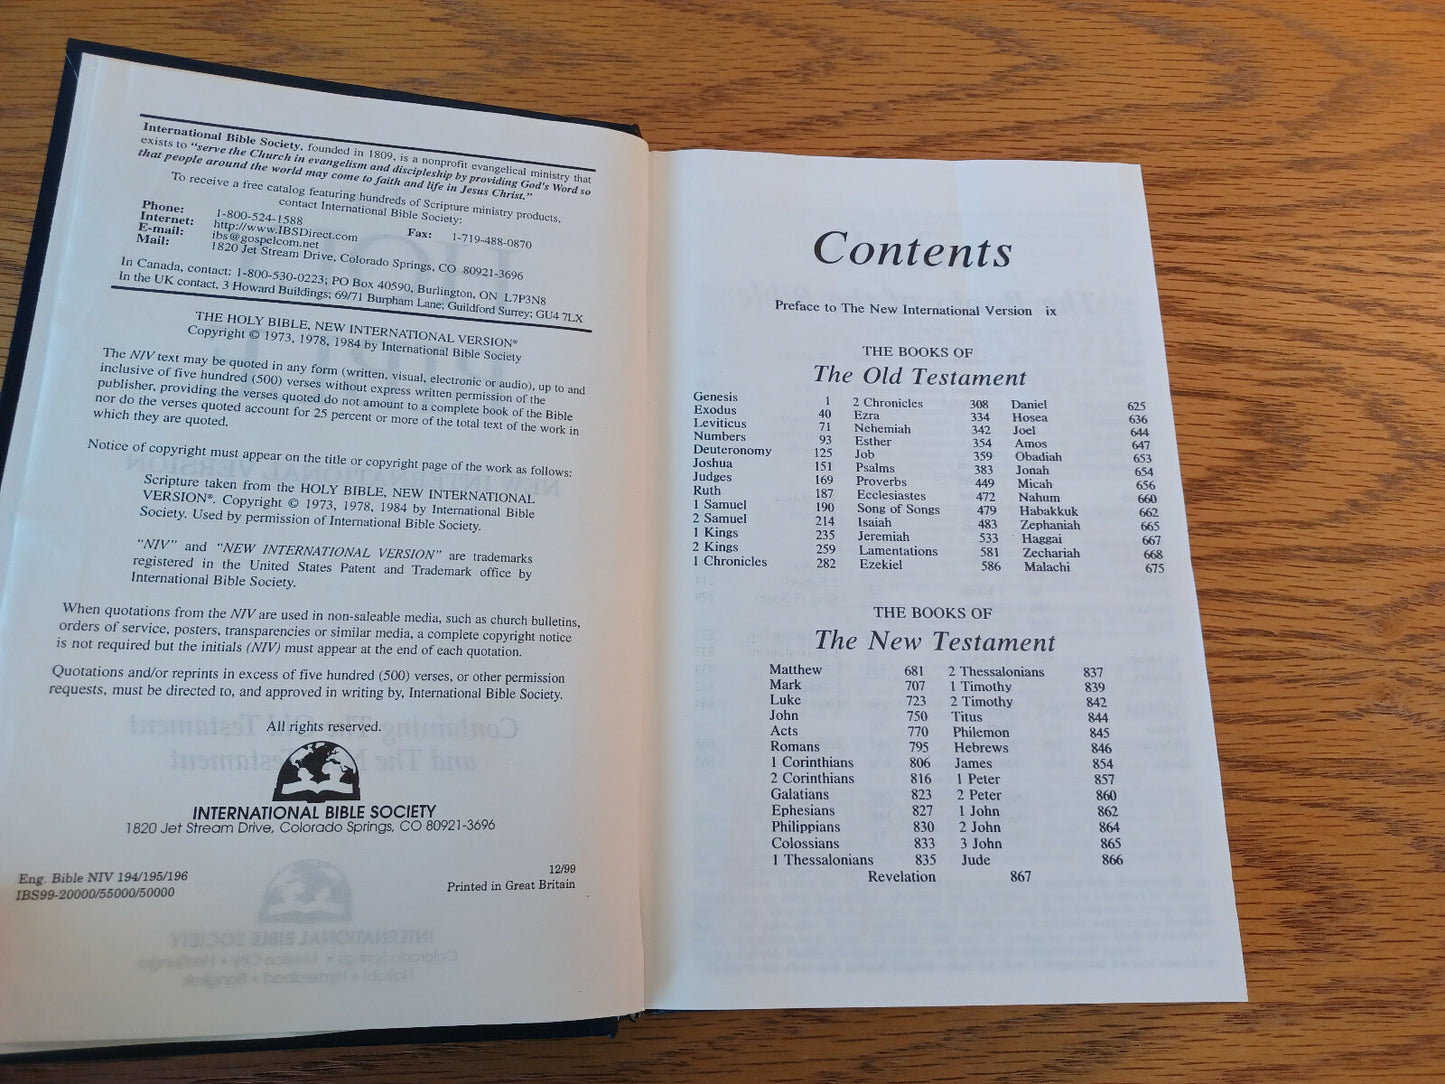 International Bible Society, founded in 1809, is a nonprofit evangelical ministry that
exists to "serve the Church in evangelism and discipleship by providing God's Word so
that people around the world may come to faith and life in Jesus Christ."
To receive a free catalog featuring hundreds of Scripture ministry products,
contact International Bible Society:
Phone: 1-800-524-1588 Fax: 1-719-488-0870
Internet: http://www.IBSDirect.com
E-mail: ibs@gospelcom.net
Mail: 1820 Jet Stream Drive, Colorado Springs, CO 80921-3696
In Canada, contact: 1-800-530-0223; PO Box 40590, Burlington, ON L7P3N8
In the UK contact, 3 Howard Buildings; 69/71 Burpham Lane; Guildford Surrey; GU4 7LX
THE HOLY BIBLE, NEW INTERNATIONAL VERSION®
Copyright © 1973, 1978, 1984 by International Bible Society
The NIV text may be quoted in any form (written, visual, electronic or audio), up to and
inclusive of five hundred (500) verses without express written permission of the
publisher, providing the verses quoted do not amount to a complete book of the Bible
nor do the verses quoted account for 25 percent or more of the total text of the work in
which they are quoted.
Notice of copyright must appear on the title or copyright page of the work as follows:
Scripture taken from the HOLY BIBLE, NEW INTERNATIONAL
VERSION®. Copyright © 1973, 1978, 1984 by International Bible
Society. Used by permission of International Bible Society.
"NIV" and "NEW INTERNATIONAL VERSION" are trademarks
registered in the United States Patent and Trademark office by
International Bible Society.
When quotations from the NIV are used in non-saleable media, such as church bulletins,
orders of service, posters, transparencies or similar media, a complete copyright notice
is not required but the initials (NIV) must appear at the end of each quotation.
Quotations and/or reprints in excess of five hundred (500) verses, or other permission
requests, must be directed to, and approved in writing by, International Bible Society.
All rights reserved.
INTERNATIONAL BIBLE SOCIETY
1820 Jet Stream Drive, Colorado Springs, CO 80921-3696
Eng. Bible NIV 194/195/196
IBS99-20000/55000/50000
12/99
Printed in Great Britain
Contents
Preface to The New International Version ix
THE BOOKS OF
The Old Testament
Genesis 1
Exodus 40
Leviticus 71
Numbers 93
Deuteronomy 125
Joshua 151
Judges 169
Ruth 187
1 Samuel 190
2 Samuel 214
1 Kings 235
2 Kings 259
1 Chronicles 282
2 Chronicles 308
Ezra 334
Nehemiah 342
Esther 354
Job 359
Psalms 383
Proverbs 449
Ecclesiastes 472
Song of Songs 479
Isaiah 483
Jeremiah 533
Lamentations 581
Ezekiel 586
Daniel 625
Hosea 636
Joel 644
Amos 647
Obadiah 653
Jonah 654
Micah 656
Nahum 660
Habakkuk 662
Zephaniah 665
Haggai 667
Zechariah 668
Malachi 675
THE BOOKS OF
The New Testament
Matthew 681
Mark 707
Luke 723
John 750
Acts 770
Romans 795
1 Corinthians 806
2 Corinthians 816
Galatians 823
Ephesians 827
Philippians 830
Colossians 833
1 Thessalonians 835
2 Thessalonians 837
1 Timothy 839
2 Timothy 842
Titus 844
Philemon 845
Hebrews 846
James 854
1 Peter 857
2 Peter 860
1 John 862
2 John 864
3 John 865
Jude 866
Revelation 867